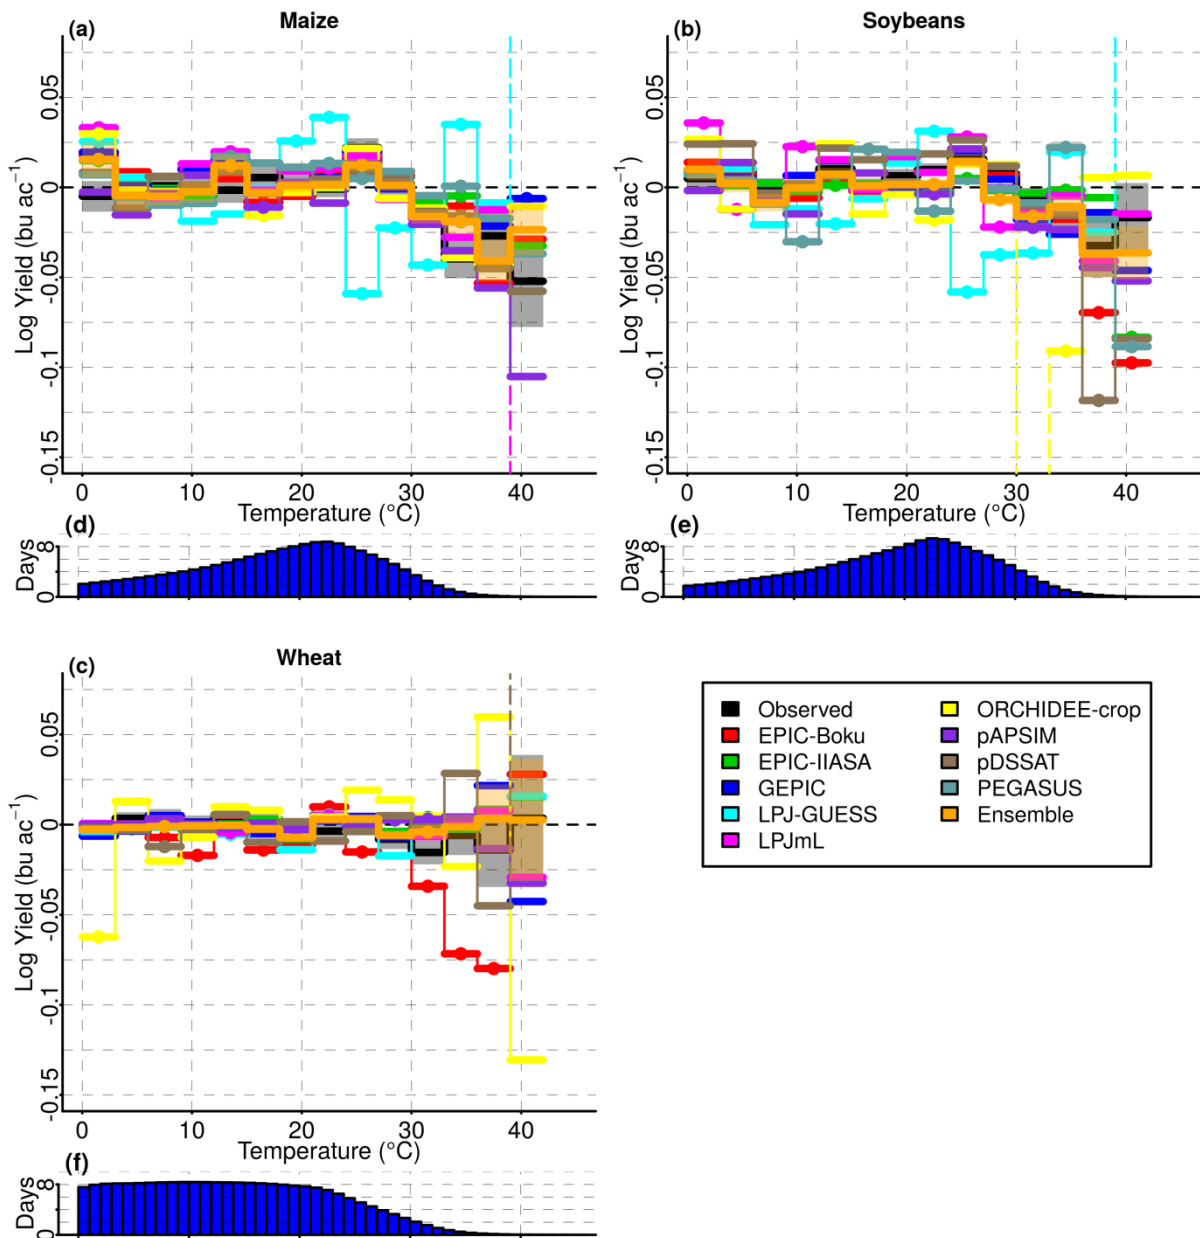 (a) Maize
Log Yield (bu ac⁻¹)
0.05
0
-0.05
-0.1
-0.15
0 10 20 30 40
Temperature (°C)
(b) Soybeans
Log Yield (bu ac⁻¹)
0.05
0
-0.05
-0.1
-0.15
0 10 20 30 40
Temperature (°C)
(d)
Days
8
0
(e)
Days
8
0
(c) Wheat
Log Yield (bu ac⁻¹)
0.05
0
-0.05
-0.1
-0.15
0 10 20 30 40
Temperature (°C)
(f)
Days
8
0
Observed
EPIC-Boku
EPIC-IIASA
GEPIC
LPJ-GUESS
LPJmL
ORCHIDEE-crop
pAPSIM
pDSSAT
PEGASUS
Ensemble